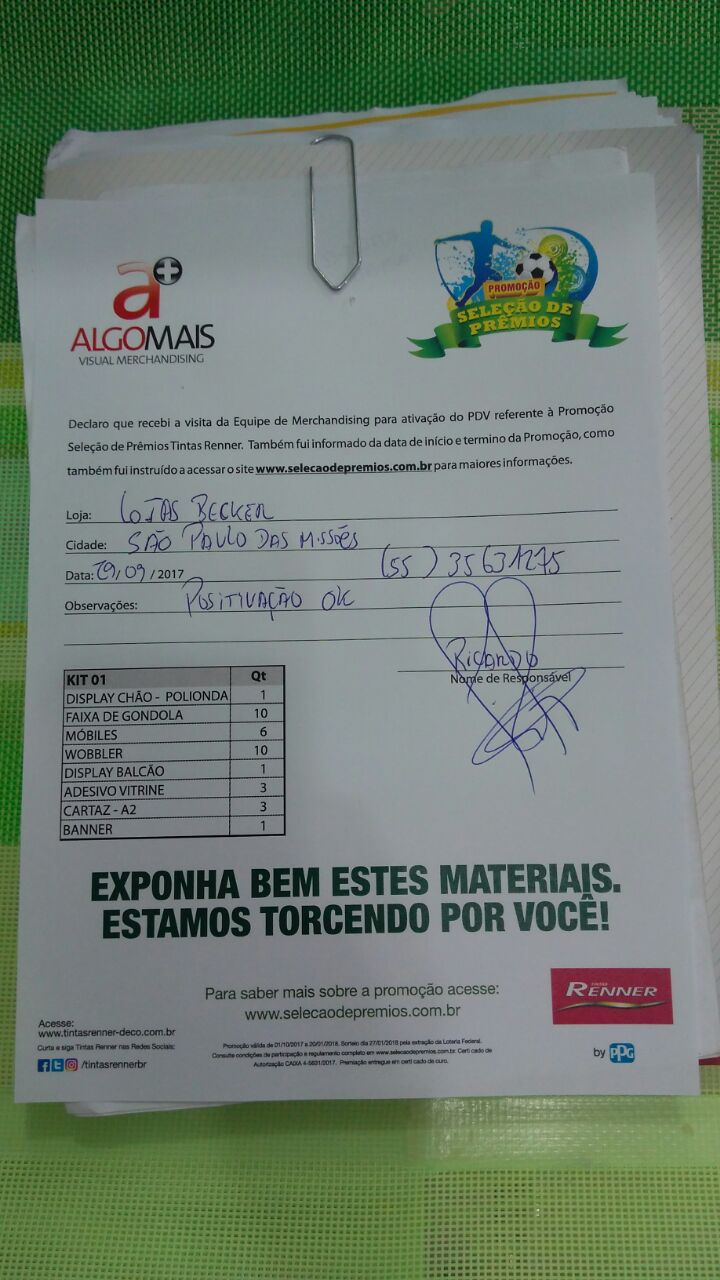 a+
ALGOMAIS
VISUAL MERCHANDISING
PROMOÇÃO
SELEÇÃO DE
PRÊMIOS
Declaro que recebi a visita da Equipe de Merchandising para ativação do PDV referente à Promoção
Seleção de Prêmios Tintas Renner. Também fui informado da data de início e termino da Promoção, como
também fui instruído a acessar o site www.selecaodepremios.com.br para maiores informações.
Loja: LOJAS BECKER
Cidade: SÃO PAULO DAS MISSÕES
Data: 29/09/2017 (55) 35631275
Observações: POSITIVAÇÃO OK
RICARDO
Nome de Responsável
KIT 01 Qt
DISPLAY CHÃO - POLIONDA 1
FAIXA DE GONDOLA 10
MÓBILES 6
WOBBLER 10
DISPLAY BALCÃO 1
ADESIVO VITRINE 3
CARTAZ - A2 3
BANNER 1
EXPONHA BEM ESTES MATERIAIS.
ESTAMOS TORCENDO POR VOCÊ!
Para saber mais sobre a promoção acesse:
www.selecaodepremios.com.br
TINTAS
RENNER
by PPG
Acesse:
www.tintasrenner-deco.com.br
Curta e siga Tintas Renner nas Redes Sociais:
/tintasrennerbr
Promoção válida de 01/10/2017 a 20/01/2018. Sorteio dia 27/01/2018 pela extração da Loteria Federal.
Consulte condições de participação e regulamento completo em www.selecaodepremios.com.br. Certi cado de
Autorização CAIXA 4-5631/2017. Premiação entregue em certi cado de ouro.